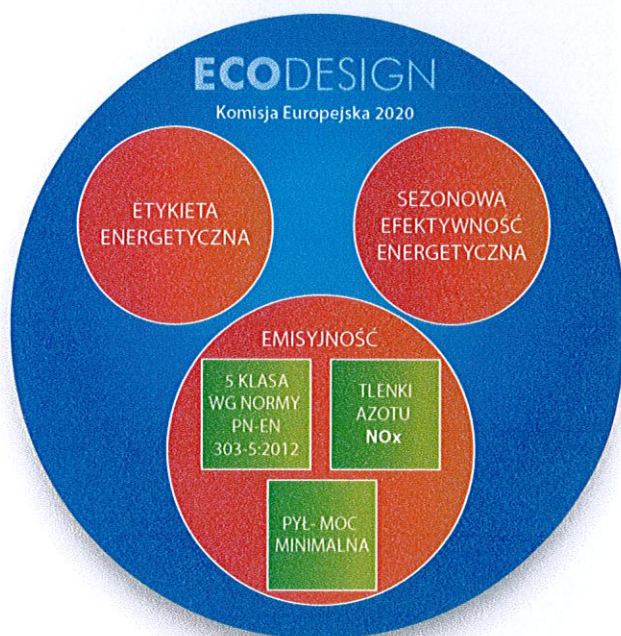 ECODESIGN
Komisja Europejska 2020
ETYKIETA
ENERGETYCZNA
SEZONOWA
EFEKTYWNOŚĆ
ENERGETYCZNA
EMISYJNOŚĆ
5 KLASA
WG NORMY
PN-EN
303-5:2012
TLENKI
AZOTU
NOx
PYŁ- MOC
MINIMALNA